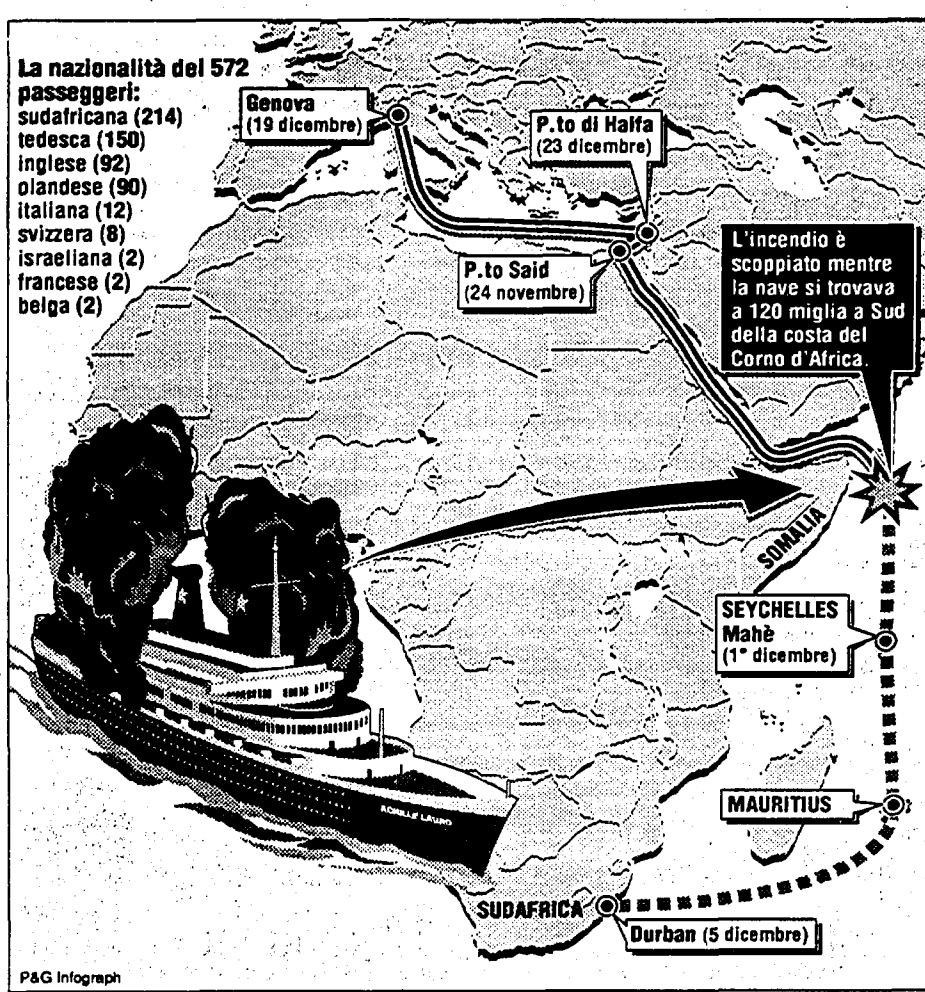 La nazionalità dei 572
passeggeri:
sudafricana (214)
tedesca (150)
inglese (92)
olandese (90)
italiana (12)
svizzera (8)
israeliana (2)
francese (2)
belga (2)
Genova
(19 dicembre)
P.to di Haifa
(23 dicembre)
P.to Said
(24 novembre)
L'incendio è
scoppiato mentre
la nave si trovava
a 120 miglia a Sud
della costa del
Corno d'Africa.
SOMALIA
SEYCHELLES
Mahè
(1° dicembre)
MAURITIUS
ACHILLE LAURO
SUDAFRICA
Durban (5 dicembre)
P&G Infograph